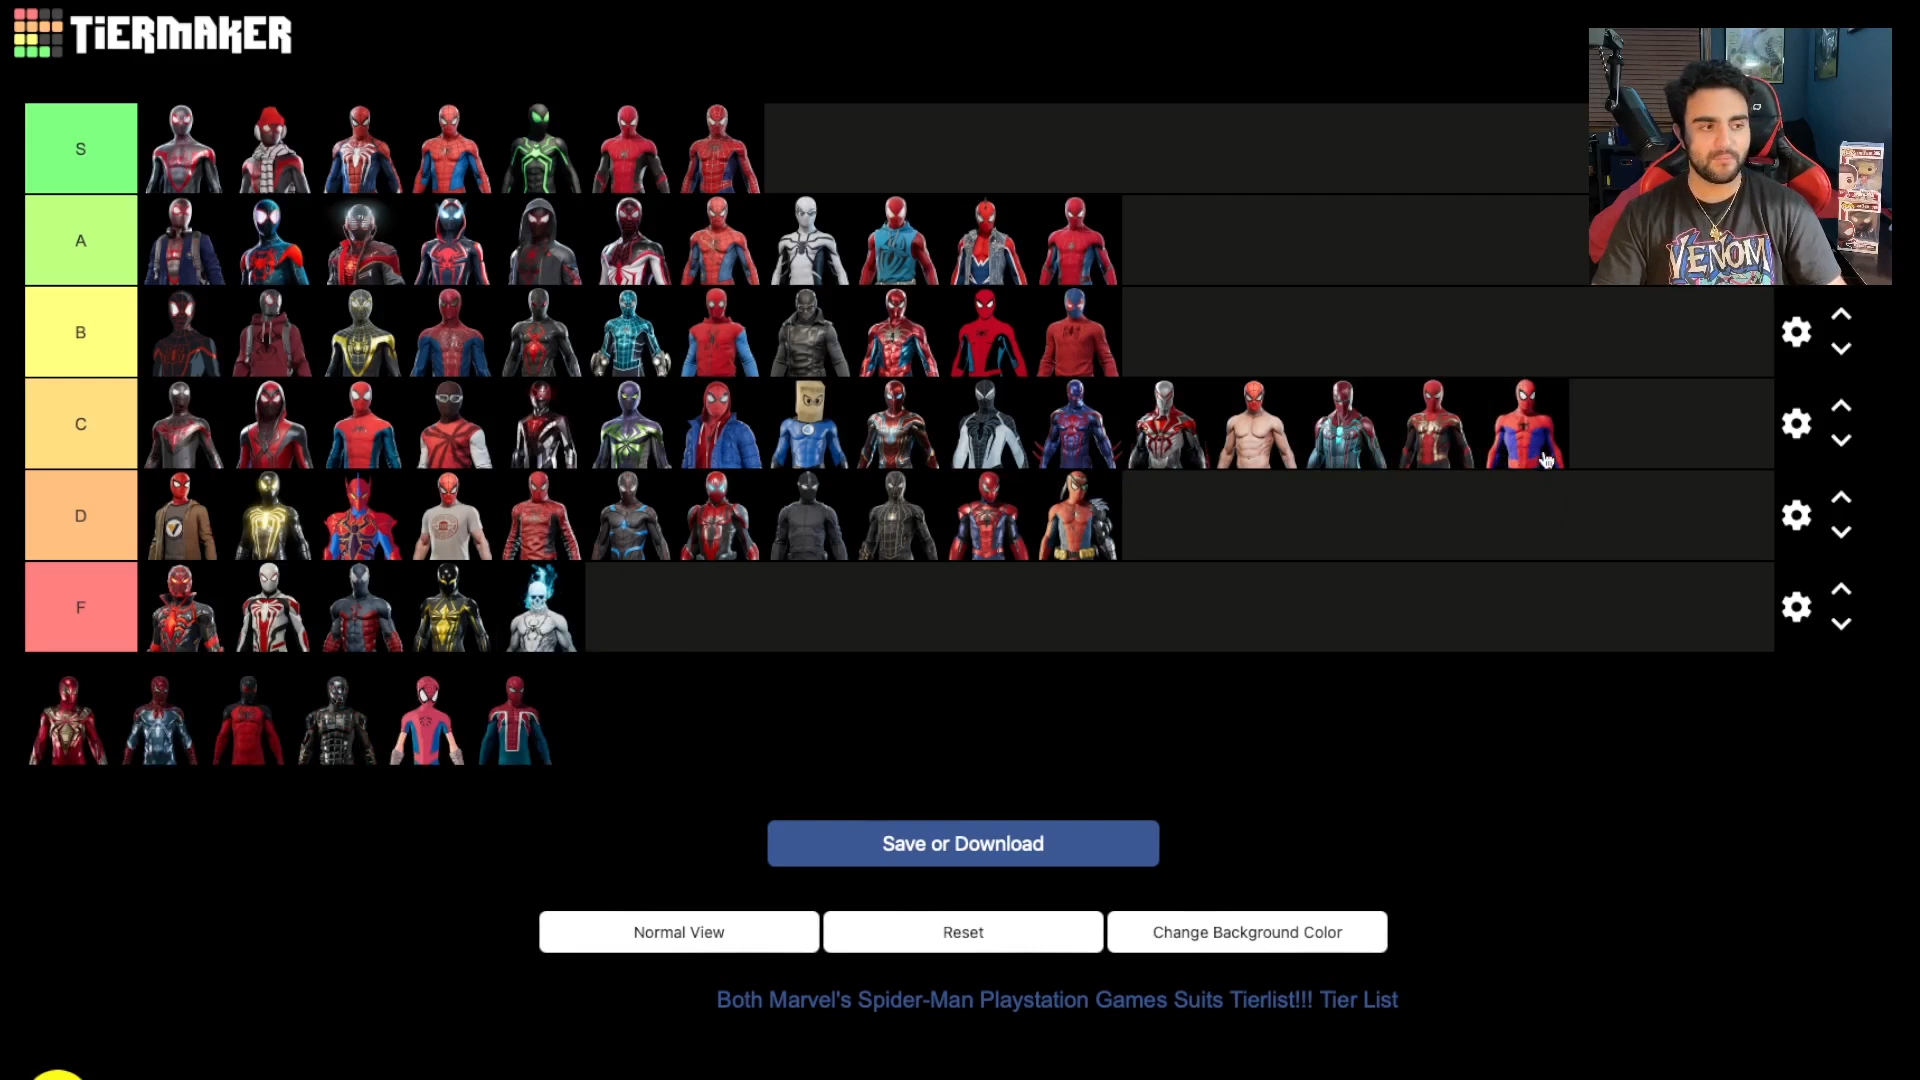 TiERMAKER
S
A
VENOM
B
C
D
F
Save or Download
Normal View
Reset
Change Background Color
Both Marvel's Spider-Man Playstation Games Suits Tierlist!!! Tier List